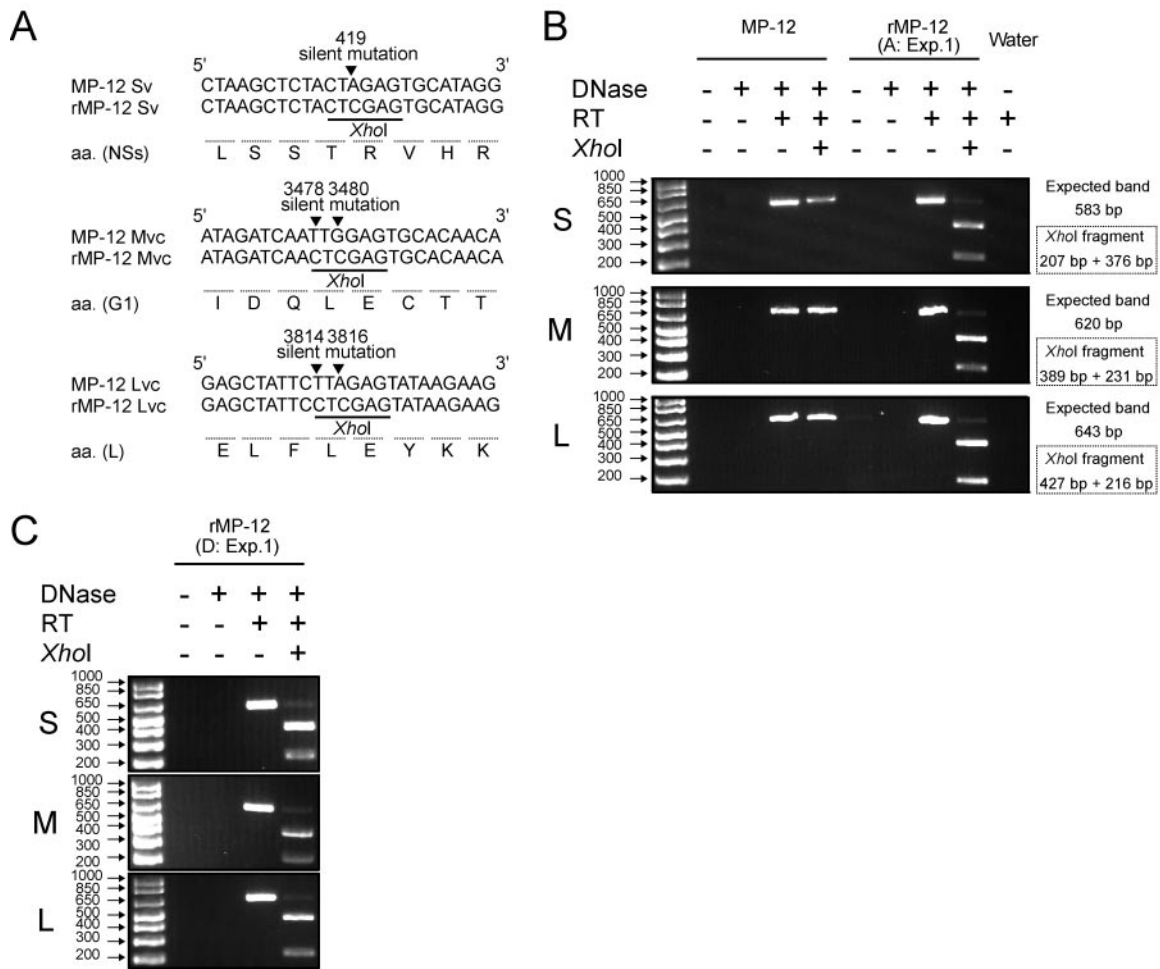 A
419
silent mutation
5' 3'
MP-12 Sv CTAAGCTCTACTAGAGTGCATAGG
rMP-12 Sv CTAAGCTCTACTCGAGTGCATAGG
XhoI
aa. (NSs) L S S T R V H R
3478 3480
silent mutation
5' 3'
MP-12 Mvc ATAGATCAATTGGAGTGCACAACA
rMP-12 Mvc ATAGATCAACTCGAGTGCACAACA
XhoI
aa. (G1) I D Q L E C T T
3814 3816
silent mutation
5' 3'
MP-12 Lvc GAGCTATTCTTAGAGTATAAGAAG
rMP-12 Lvc GAGCTATTCCTCGAGTATAAGAAG
XhoI
aa. (L) E L F L E Y K K
B
MP-12 rMP-12 (A: Exp.1) Water
DNase - + + + - + + + -
RT - - + + - - + + +
XhoI - - - + - - - + -
S
1000
850
650
500
400
300
200
Expected band
583 bp
XhoI fragment
207 bp + 376 bp
M
1000
850
650
500
400
300
200
Expected band
620 bp
XhoI fragment
389 bp + 231 bp
L
1000
850
650
500
400
300
200
Expected band
643 bp
XhoI fragment
427 bp + 216 bp
C
rMP-12
(D: Exp.1)
DNase - + + +
RT - - + +
XhoI - - - +
S
1000
850
650
500
400
300
200
M
1000
850
650
500
400
300
200
L
1000
850
650
500
400
300
200